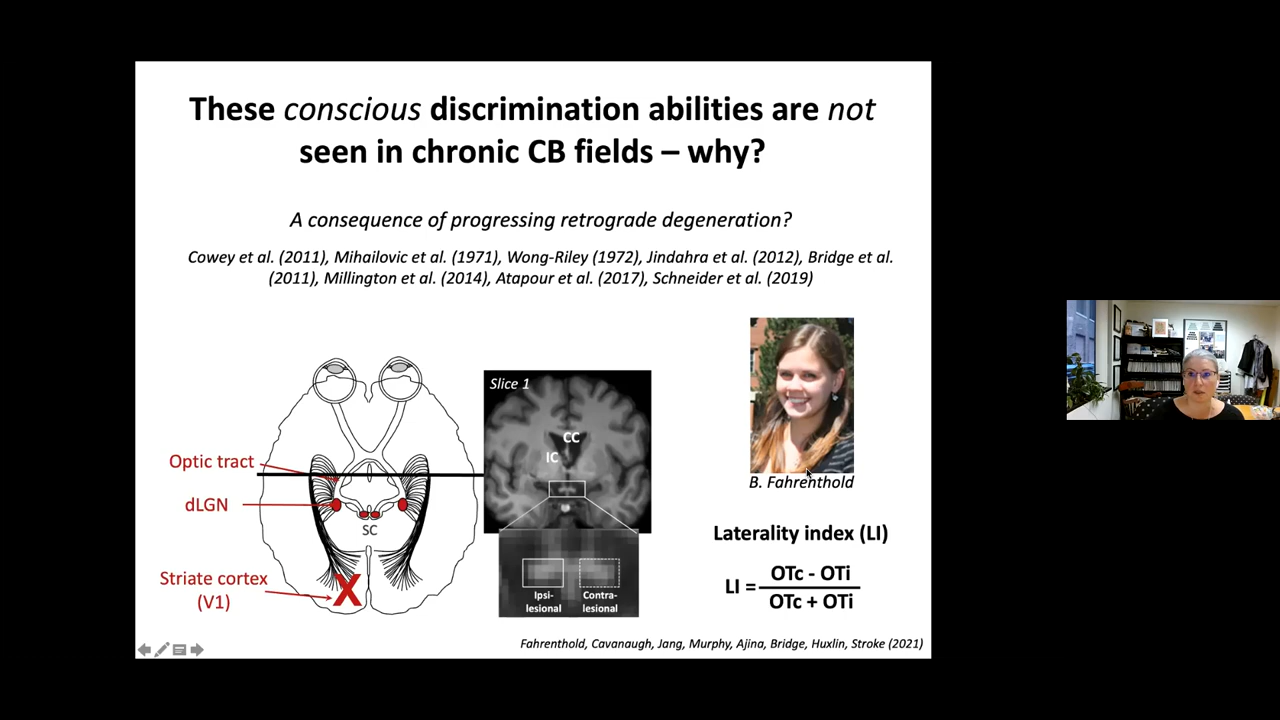 These conscious discrimination abilities are not
seen in chronic CB fields – why?
A consequence of progressing retrograde degeneration?
Cowey et al. (2011), Mihailovic et al. (1971), Wong-Riley (1972), Jindahra et al. (2012), Bridge et al.
(2011), Millington et al. (2014), Atapour et al. (2017), Schneider et al. (2019)
Optic tract
dLGN
SC
Striate cortex
(V1)
X
Slice 1
CC
IC
Ipsi-
lesional
Contra-
lesional
B. Fahrenthold
Laterality index (LI)
LI = OTc - OTi
OTc + OTi
Fahrenthold, Cavanaugh, Jang, Murphy, Ajina, Bridge, Huxlin, Stroke (2021)